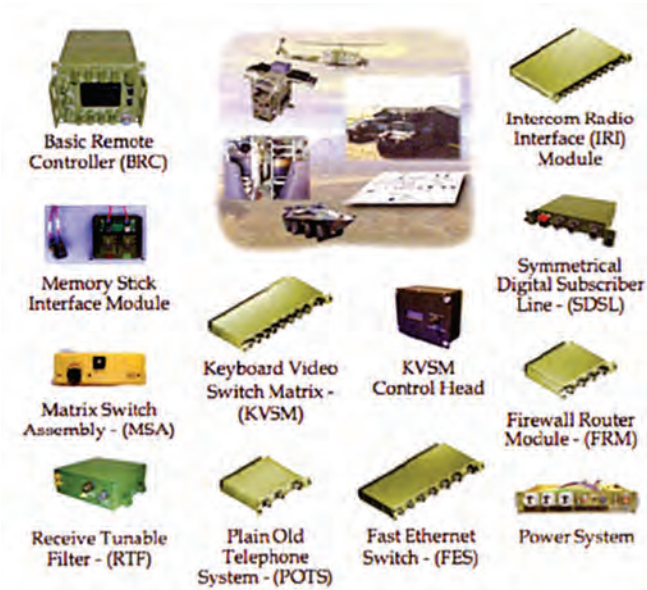 Basic Remote
Controller (BRC)
Intercom Radio
Interface (IRI)
Module
Memory Stick
Interface Module
Symmetrical
Digital Subscriber
Line - (SDSL)
Keyboard Video
Switch Matrix -
(KVSM)
KVSM
Control Head
Matrix Switch
Assembly - (MSA)
Firewall Router
Module - (FRM)
Receive Tunable
Filter - (RTF)
Plain Old
Telephone
System - (POTS)
Fast Ethernet
Switch - (FES)
Power System